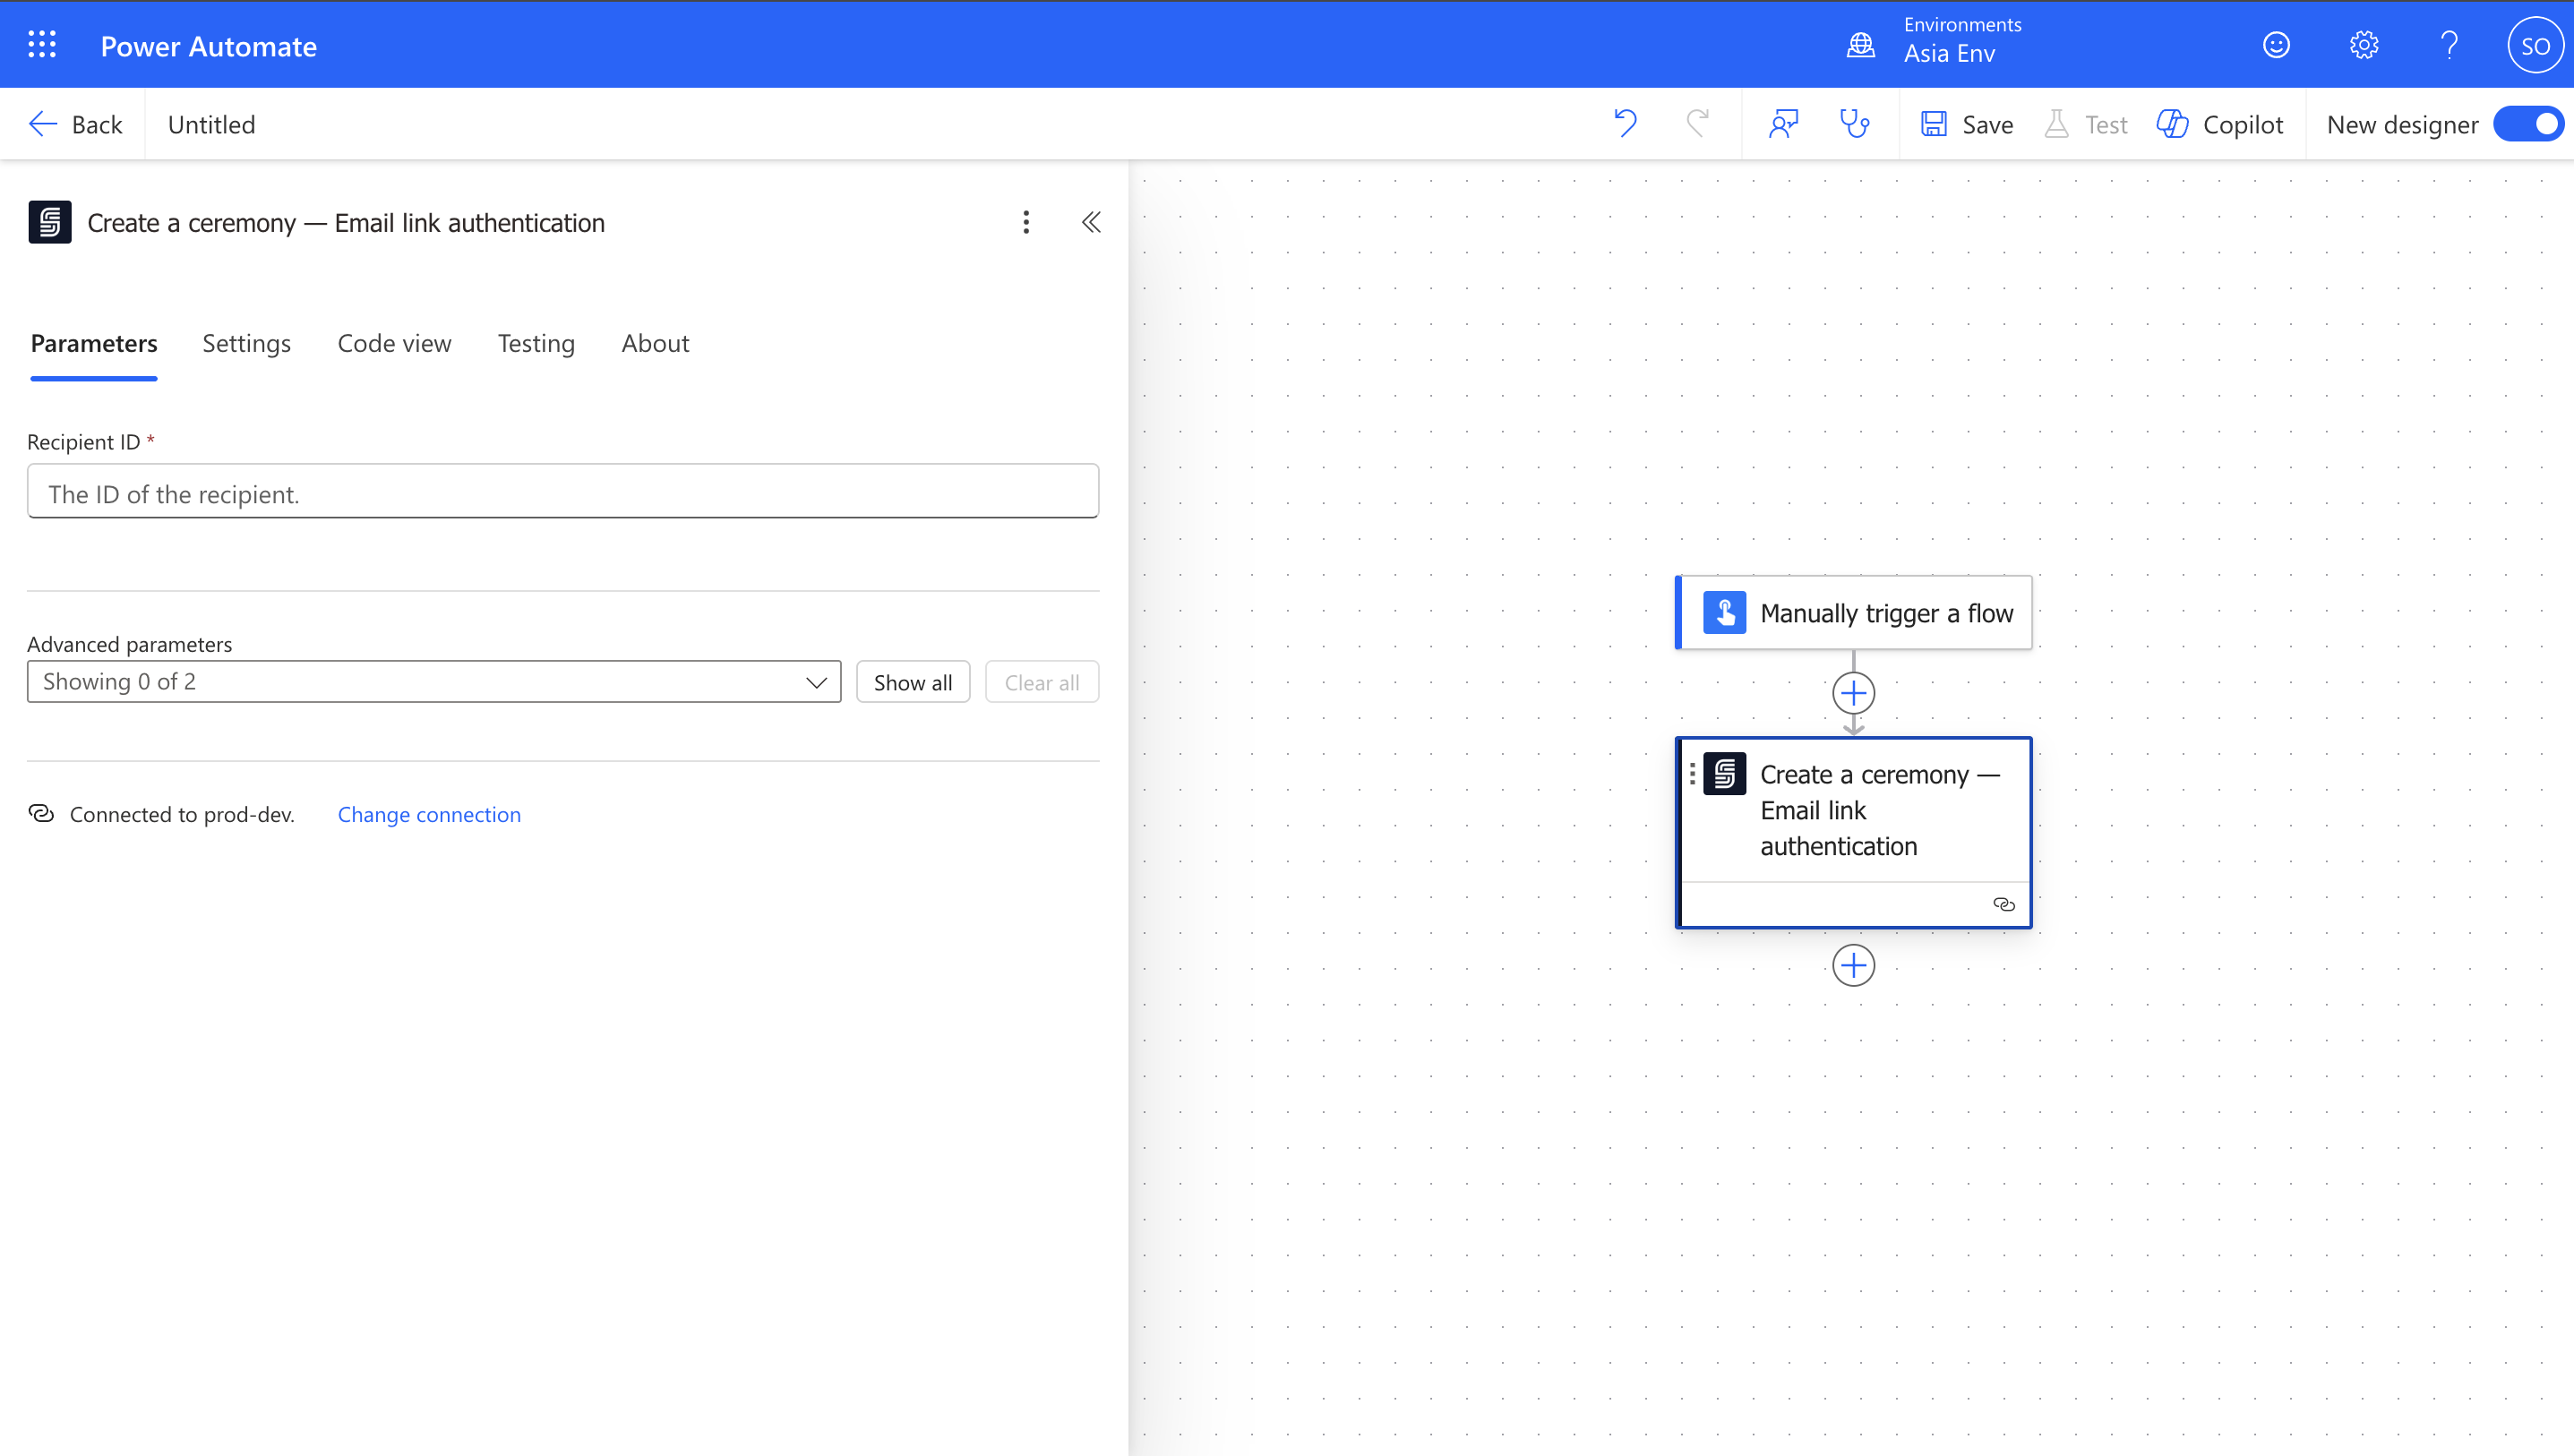 Power Automate
Environments
Asia Env
SO
Back
Untitled
Save
Test
Copilot
New designer
Create a ceremony — Email link authentication
Parameters
Settings
Code view
Testing
About
Recipient ID *
The ID of the recipient.
Advanced parameters
Showing 0 of 2
Show all
Clear all
Connected to prod-dev.
Change connection
Manually trigger a flow
Create a ceremony —
Email link
authentication